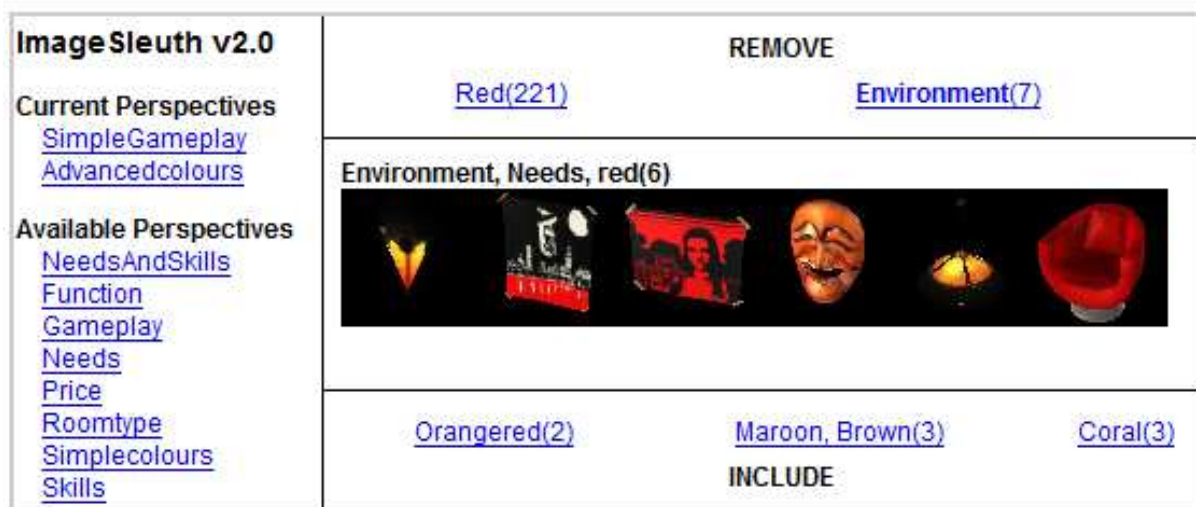 ImageSleuth v2.0
Current Perspectives
SimpleGameplay
Advancedcolours
Available Perspectives
NeedsAndSkills
Function
Gameplay
Needs
Price
Roomtype
Simplecolours
Skills
REMOVE
Red(221) Environment(7)
Environment, Needs, red(6)
Orangered(2) Maroon, Brown(3) Coral(3)
INCLUDE